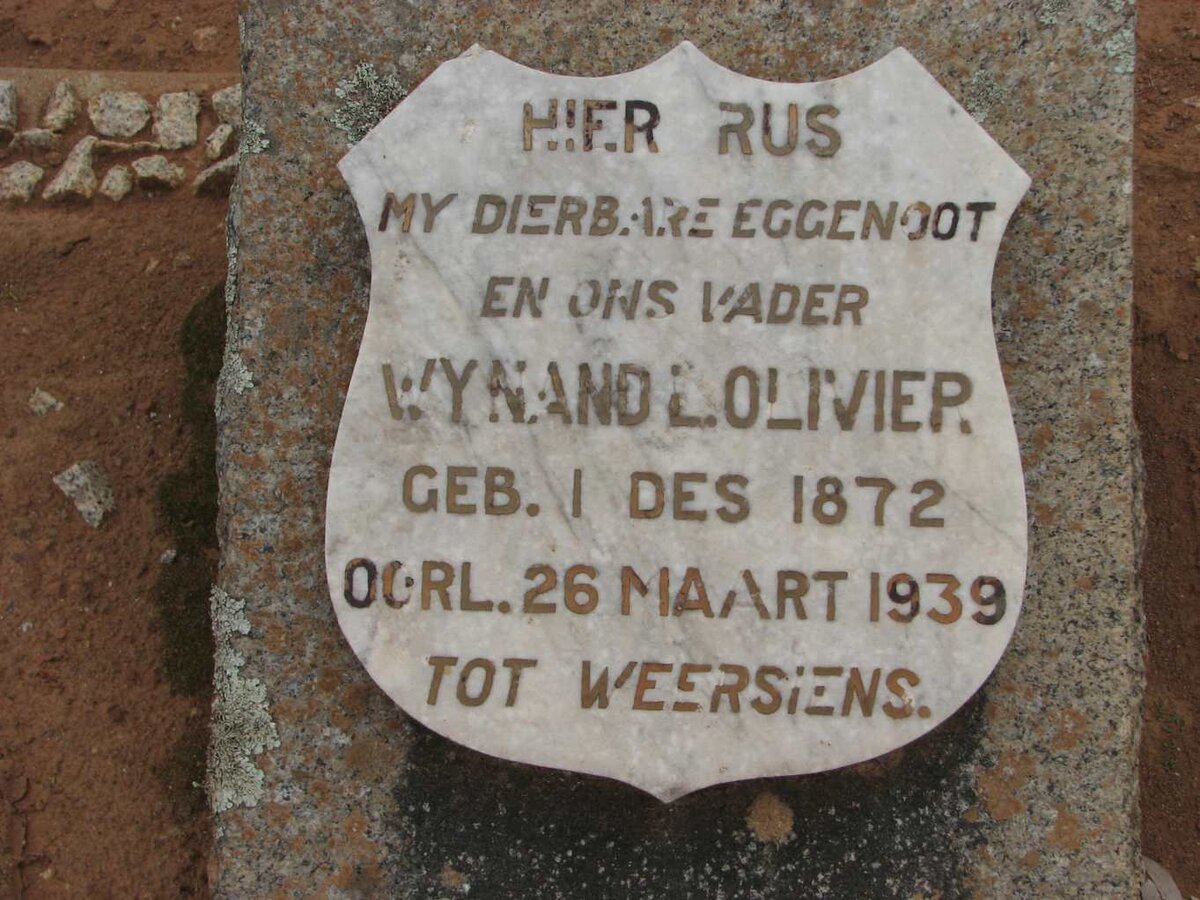 HIER RUS
MY DIERBARE EGGENOOT
EN ONS VADER
WYNAND L. OLIVIER
GEB. 1 DES 1872
OORL. 26 MAART 1939
TOT WEERSIENS.